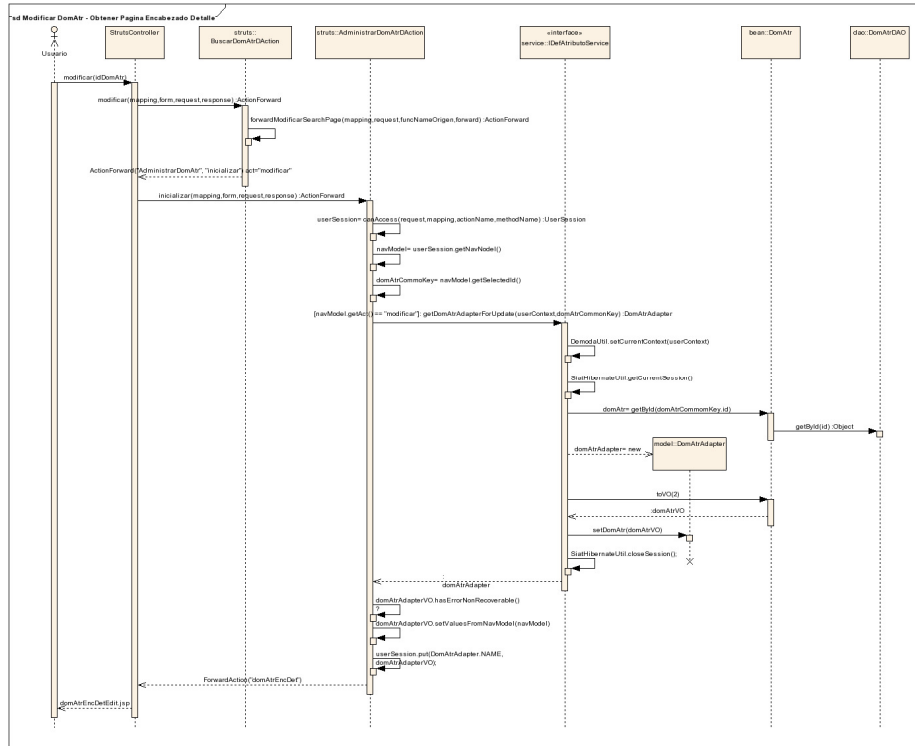 sd Modificar DomAtr - Obtener Pagina Encabezado Detalle
Usuario
StrutsController
struts::
BuscarDomAtrDAction
struts::AdministrarDomAtrDAction
«interface»
service::IDefAtributoService
bean::DomAtr
dao::DomAtrDAO
modificar(idDomAtr)
modificar(mapping,form,request,response) :ActionForward
forwardModificarSearchPage(mapping,request,funcNameOrigen,forward) :ActionForward
ActionForward("AdministrarDomAtr", "inicializar") act="modificar"
inicializar(mapping,form,request,response) :ActionForward
userSession= canAccess(request,mapping,actionName,methodName) :UserSession
navModel= userSession.getNavNodel()
domAtrCommoKey= navModel.getSelectedId()
[navModel.getAct() == "modificar"]: getDomAtrAdapterForUpdate(userContext,domAtrCommonKey) :DomAtrAdapter
DemodaUtil.setCurrentContext(userContext)
SiatHibernateUtil.getCurrentSession()
domAtr= getById(domAtrCommomKey.id)
getById(id) :Object
model::DomAtrAdapter
domAtrAdapter= new
toVO(2)
:domAtrVO
setDomAtr(domAtrVO)
SiatHibernateUtil.closeSession();
:
domAtrAdapter
domAtrAdapterVO.hasErrorNonRecoverable()
?
domAtrAdapterVO.setValuesFromNavModel(navModel)
userSession.put(DomAtrAdapter.NAME,
domAtrAdapterVO);
ForwardAction("domAtrEncDef")
domAtrEncDetEdit.jsp